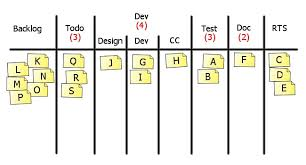 Backlog Todo (3) Dev (4) Test (3) Doc (2) RTS
Design Dev CC
K Q J G H A F C
L N R I B D
M O S E
P